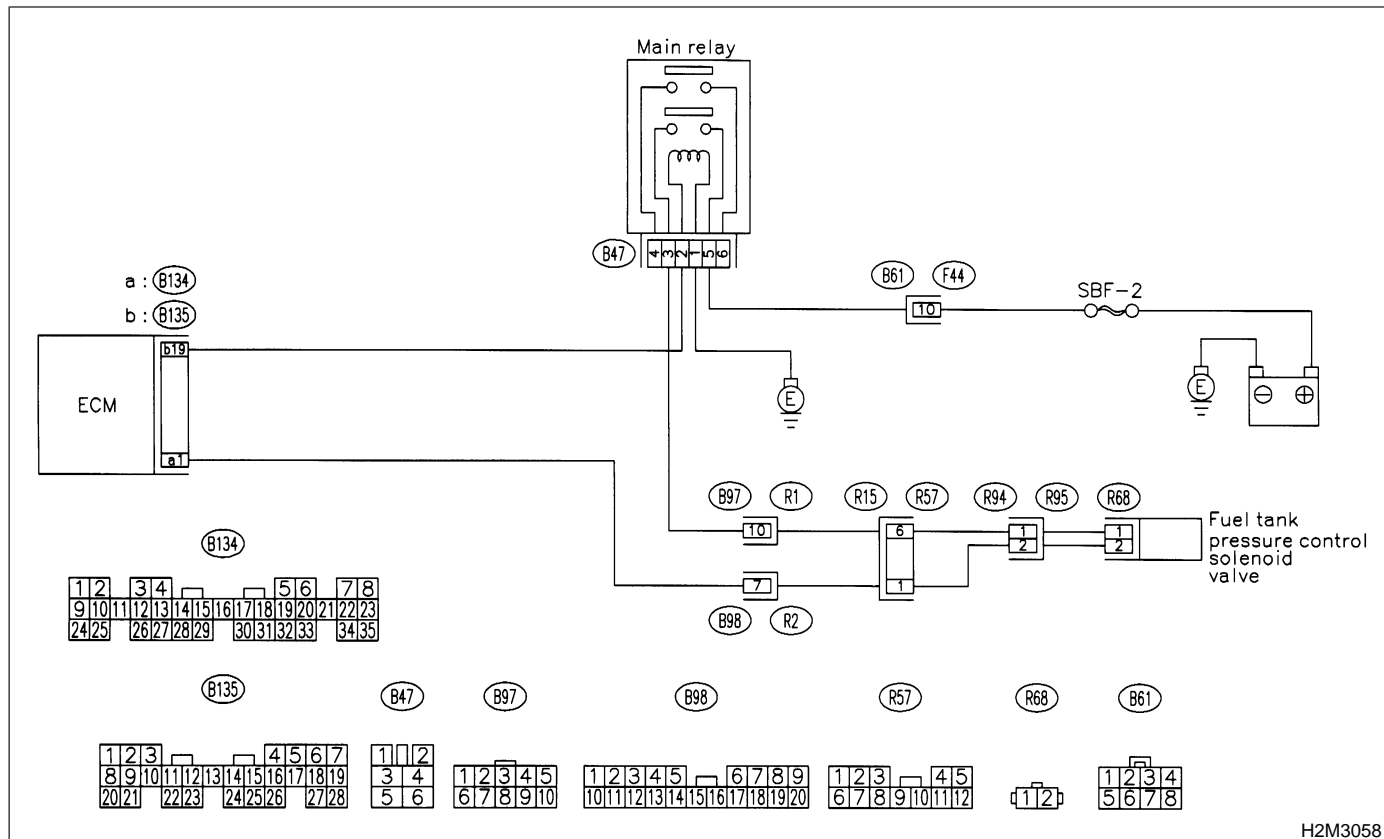 Main relay
B47
4 3 2 1 5 6
B61 F44
10
SBF-2
a : B134
b : B135
b19
ECM
a1
E
E
⊖ ⊕
B97 R1 R15 R57 R94 R95 R68
10 6 1 1
2 2
7 1
B98 R2
Fuel tank
pressure control
solenoid
valve
B134
1 2 3 4 5 6 7 8
9 10 11 12 13 14 15 16 17 18 19 20 21 22 23
24 25 26 27 28 29 30 31 32 33 34 35
B135
1 2 3 4 5 6 7
8 9 10 11 12 13 14 15 16 17 18 19
20 21 22 23 24 25 26 27 28
B47
1 2
3 4
5 6
B97
1 2 3 4 5
6 7 8 9 10
B98
1 2 3 4 5 6 7 8 9
10 11 12 13 14 15 16 17 18 19 20
R57
1 2 3 4 5
6 7 8 9 10 11 12
R68
1 2
B61
1 2 3 4
5 6 7 8
H2M3058